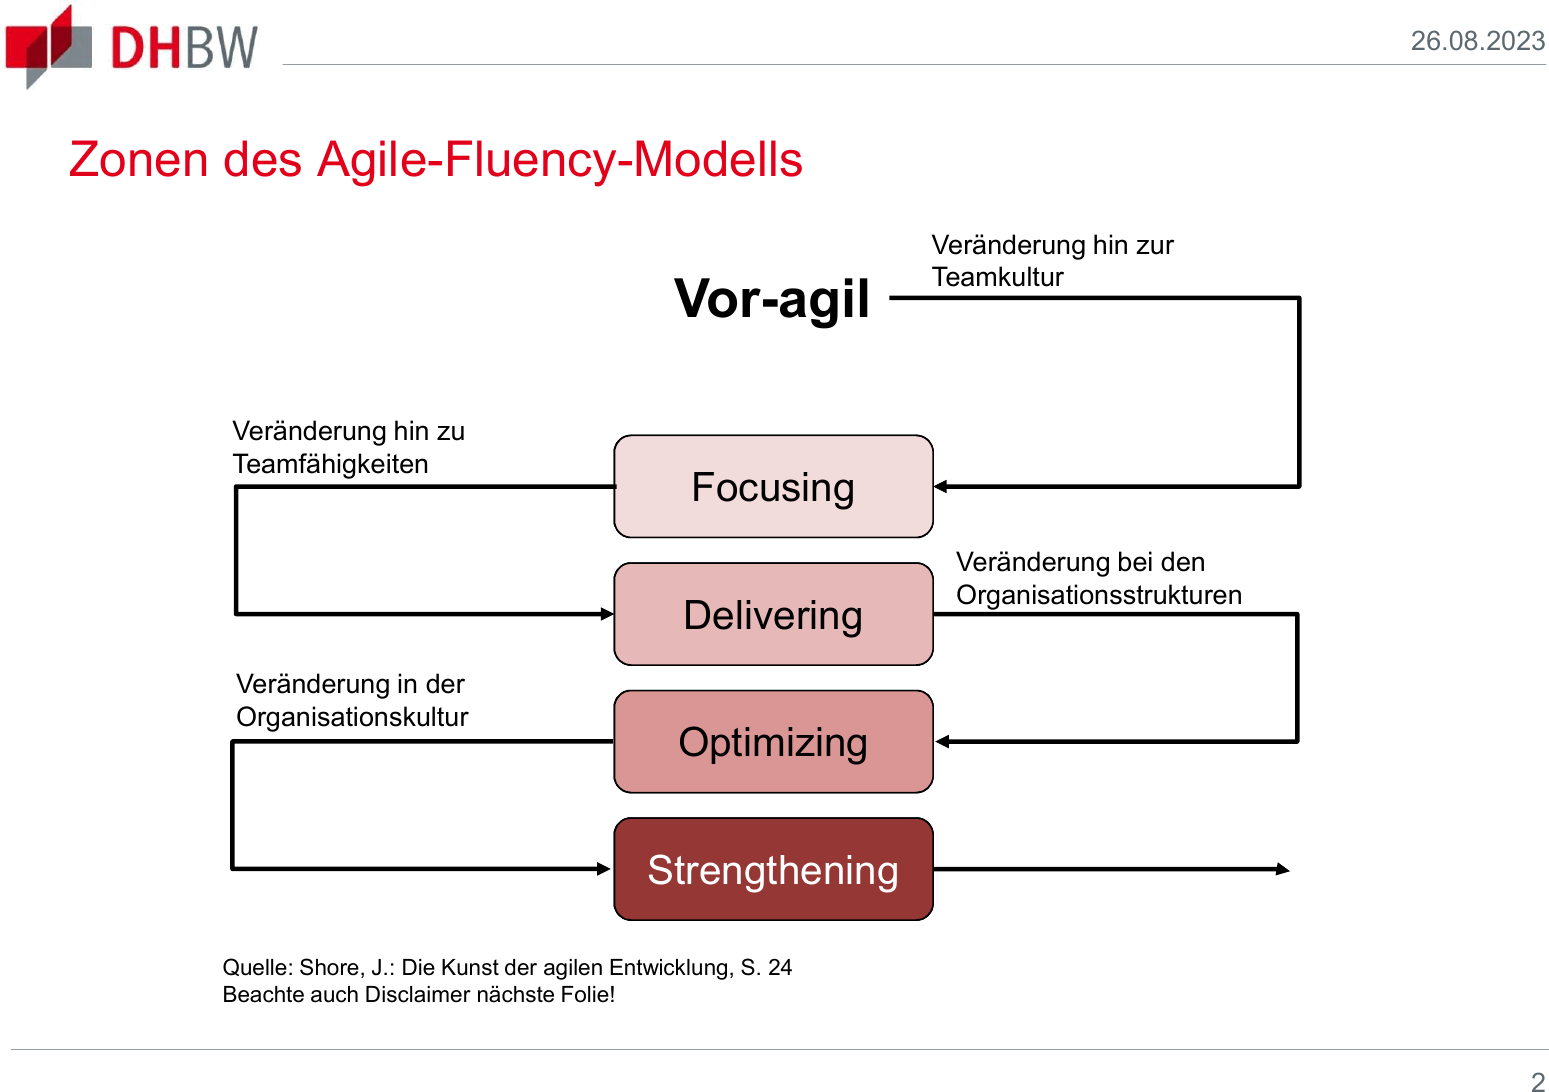 DHBW
26.08.2023
Zonen des Agile-Fluency-Modells
Veränderung hin zur
Teamkultur
Vor-agil
Veränderung hin zu
Teamfähigkeiten
Focusing
Veränderung bei den
Organisationsstrukturen
Delivering
Veränderung in der
Organisationskultur
Optimizing
Strengthening
Quelle: Shore, J.: Die Kunst der agilen Entwicklung, S. 24
Beachte auch Disclaimer nächste Folie!
2